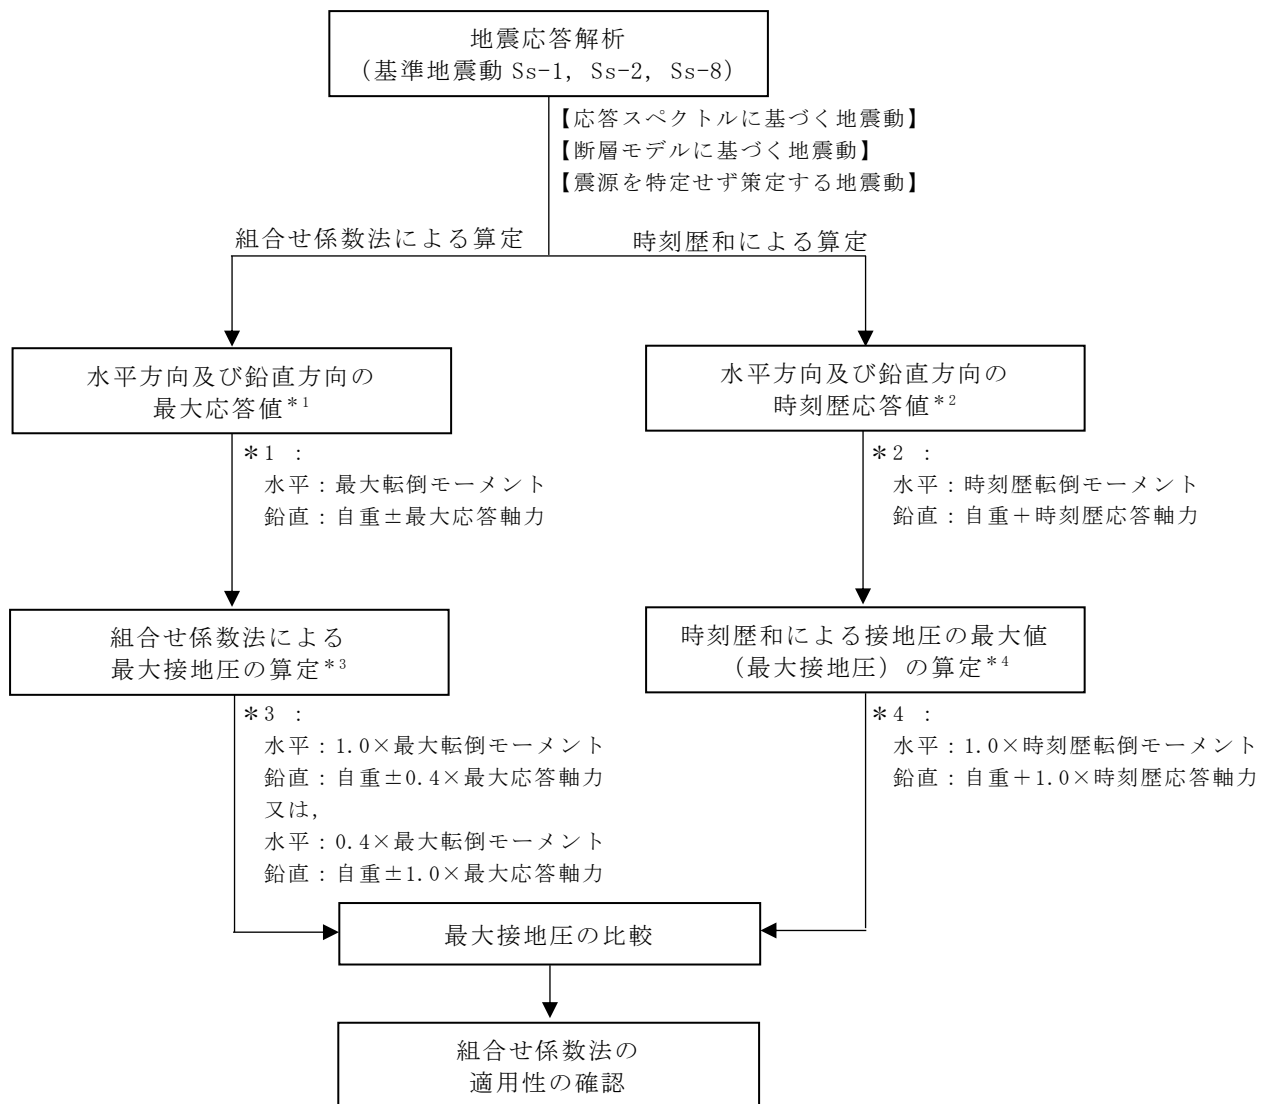 地震応答解析
（基準地震動 Ss-1, Ss-2, Ss-8）
【応答スペクトルに基づく地震動】
【断層モデルに基づく地震動】
【震源を特定せず策定する地震動】
組合せ係数法による算定
時刻歴和による算定
水平方向及び鉛直方向の
最大応答値*1
水平方向及び鉛直方向の
時刻歴応答値*2
＊1 :
水平：最大転倒モーメント
鉛直：自重±最大応答軸力
＊2 :
水平：時刻歴転倒モーメント
鉛直：自重＋時刻歴応答軸力
組合せ係数法による
最大接地圧の算定*3
時刻歴和による接地圧の最大値
（最大接地圧）の算定*4
＊3 :
水平：1.0×最大転倒モーメント
鉛直：自重±0.4×最大応答軸力
又は,
水平：0.4×最大転倒モーメント
鉛直：自重±1.0×最大応答軸力
＊4 :
水平：1.0×時刻歴転倒モーメント
鉛直：自重＋1.0×時刻歴応答軸力
最大接地圧の比較
組合せ係数法の
適用性の確認